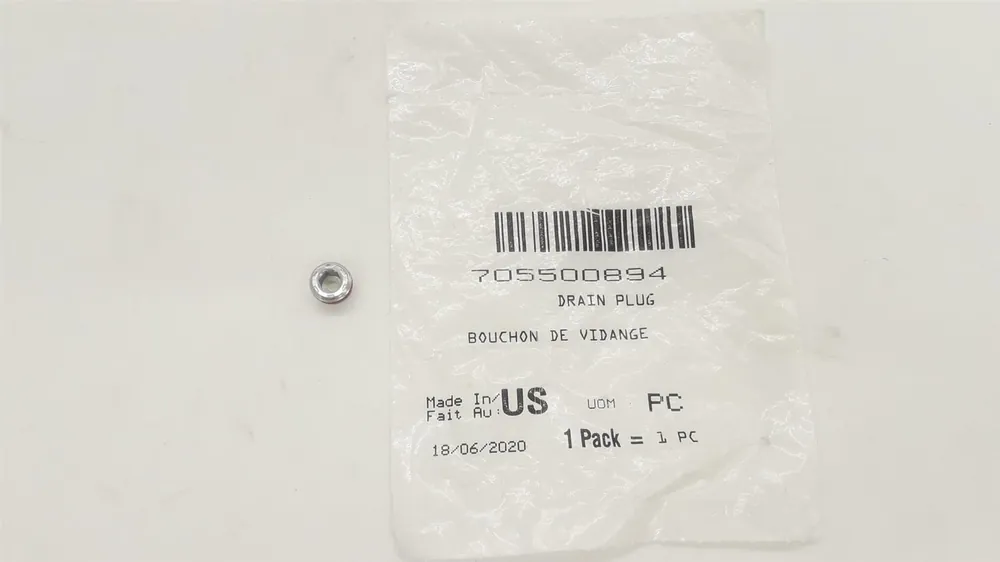 705500894
DRAIN PLUG
BOUCHON DE VIDANGE
Made In/ US UOM : PC
Fait Au:
18/06/2020 1 Pack = 1 PC